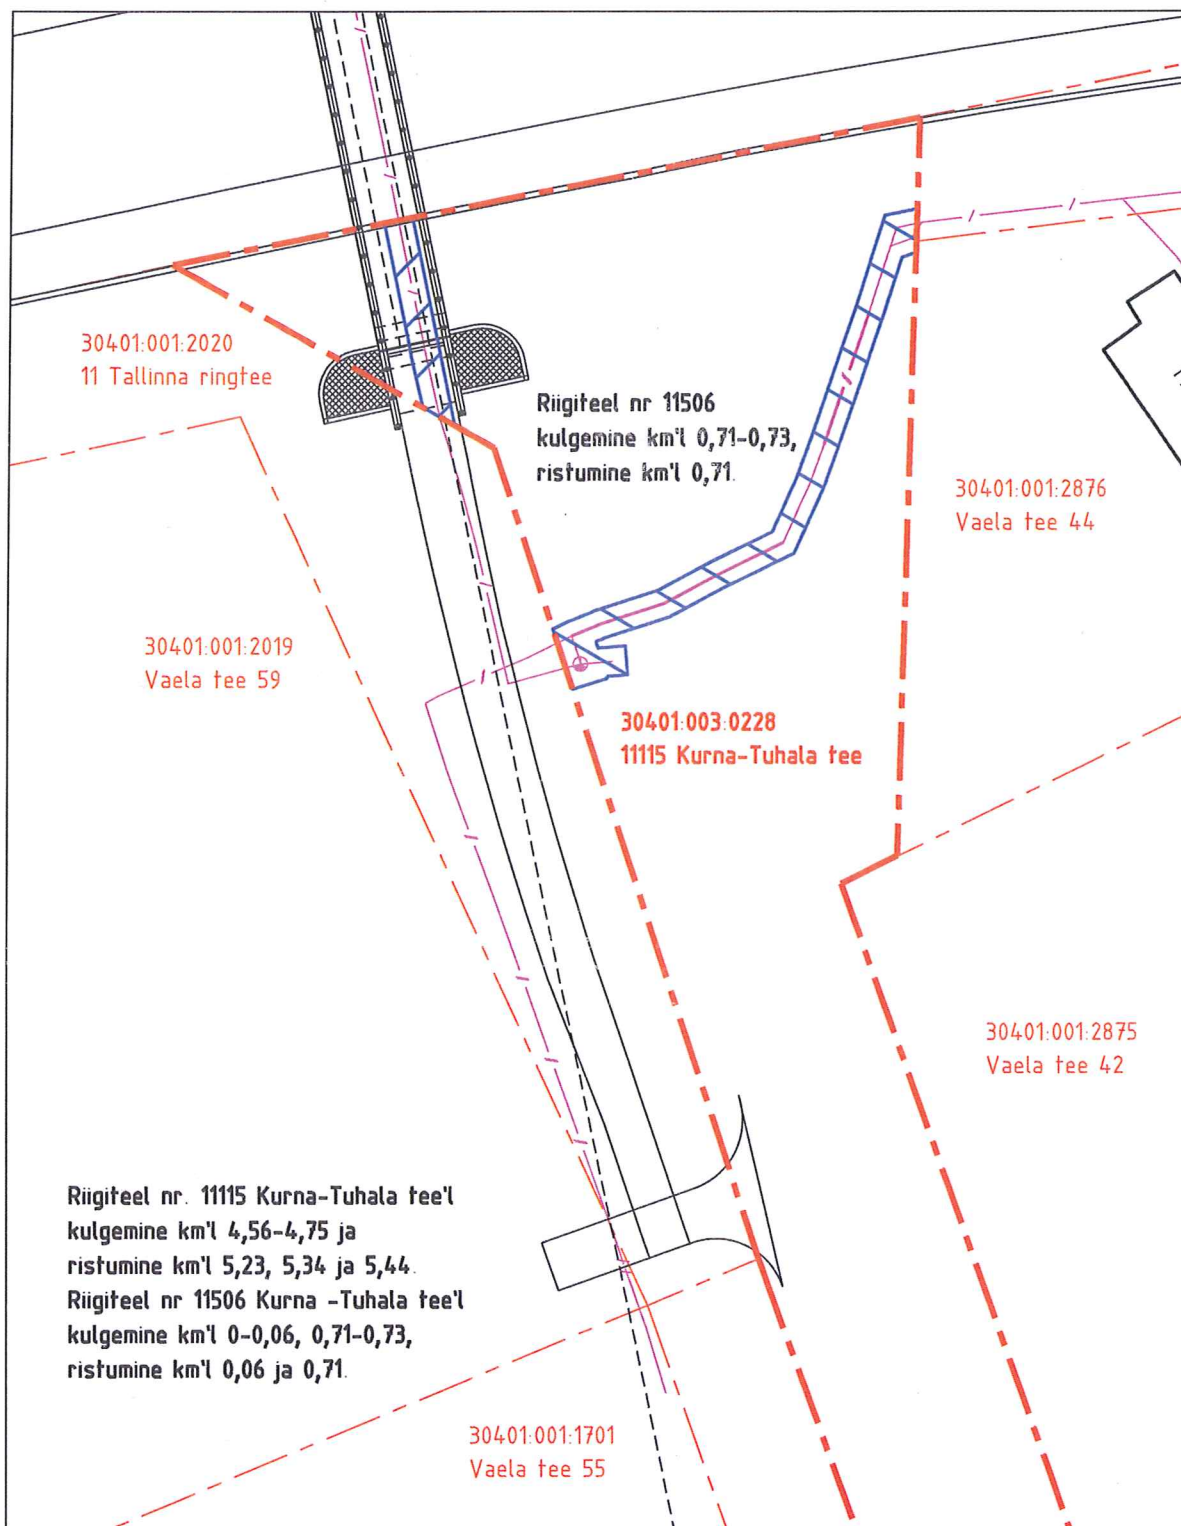 30401:001:2020
11 Tallinna ringtee
Riigiteel nr 11506
kulgemine km'l 0,71-0,73,
ristumine km'l 0,71.
30401:001:2876
Vaela tee 44
30401:001:2019
Vaela tee 59
30401:003:0228
11115 Kurna-Tuhala tee
30401:001:2875
Vaela tee 42
Riigiteel nr. 11115 Kurna-Tuhala tee'l
kulgemine km'l 4,56-4,75 ja
ristumine km'l 5,23, 5,34 ja 5,44.
Riigiteel nr 11506 Kurna -Tuhala tee'l
kulgemine km'l 0-0,06, 0,71-0,73,
ristumine km'l 0,06 ja 0,71.
30401:001:1701
Vaela tee 55